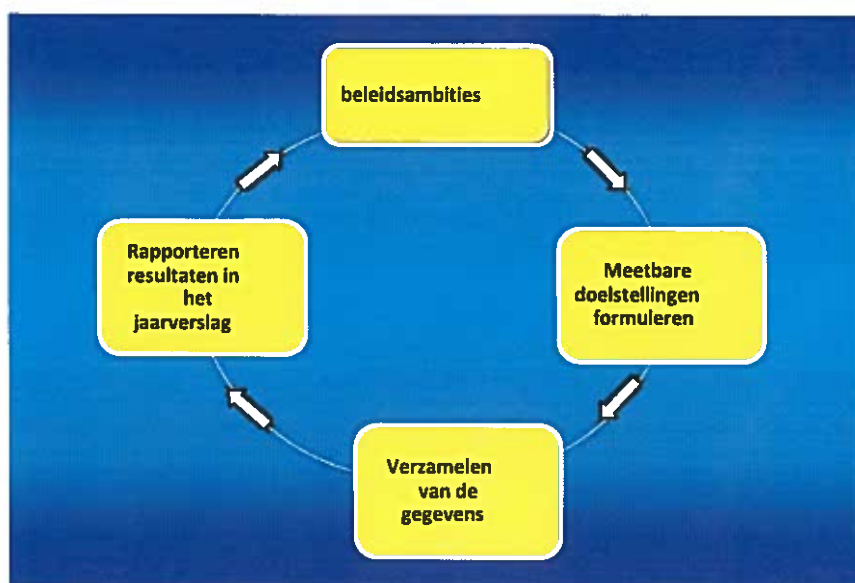 beleidsambities
Meetbare
doelstellingen
formuleren
Verzamelen
van de
gegevens
Rapporteren
resultaten in
het
jaarverslag